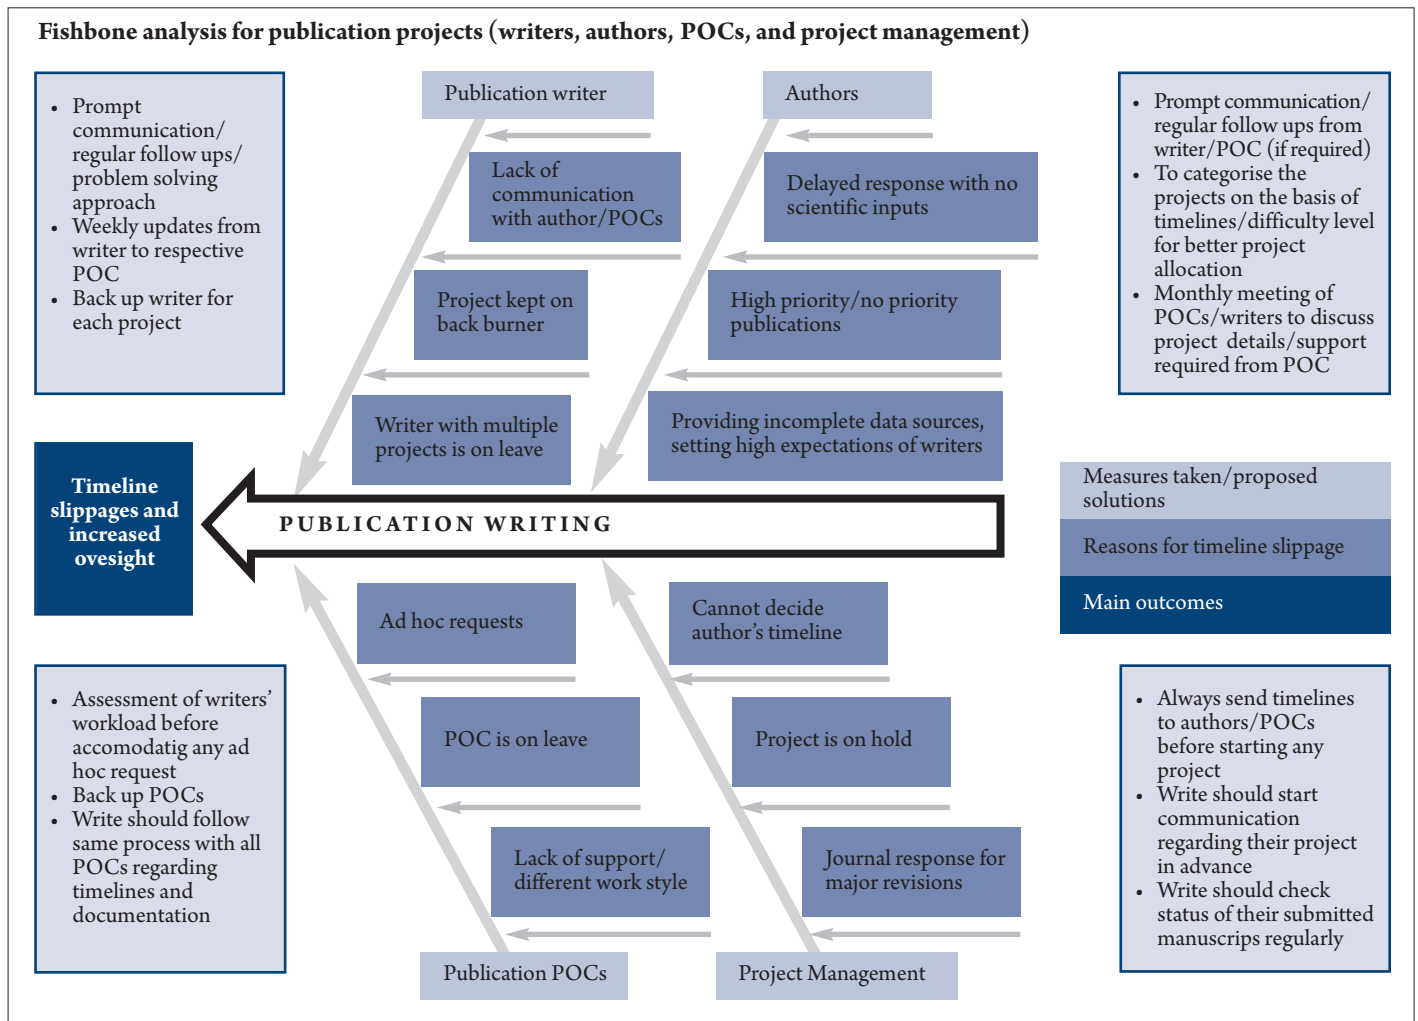 Fishbone analysis for publication projects (writers, authors, POCs, and project management)
• Prompt
communication/
regular follow ups/
problem solving
approach
• Weekly updates from
writer to respective
POC
• Back up writer for
each project
Publication writer
Lack of
communication
with author/POCs
Project kept on
back burner
Writer with multiple
projects is on leave
Authors
Delayed response with no
scientific inputs
High priority/no priority
publications
Providing incomplete data sources,
setting high expectations of writers
• Prompt communication/
regular follow ups from
writer/POC (if required)
• To categorise the
projects on the basis of
timelines/difficulty level
for better project
allocation
• Monthly meeting of
POCs/writers to discuss
project details/support
required from POC
Timeline
slippages and
increased
ovesight
PUBLICATION WRITING
Measures taken/proposed
solutions
Reasons for timeline slippage
Main outcomes
• Assessment of writers’
workload before
accomodatig any ad
hoc request
• Back up POCs
• Write should follow
same process with all
POCs regarding
timelines and
documentation
Ad hoc requests
POC is on leave
Lack of support/
different work style
Publication POCs
Cannot decide
author’s timeline
Project is on hold
Journal response for
major revisions
Project Management
• Always send timelines
to authors/POCs
before starting any
project
• Write should start
communication
regarding their project
in advance
• Write should check
status of their submitted
manuscrips regularly